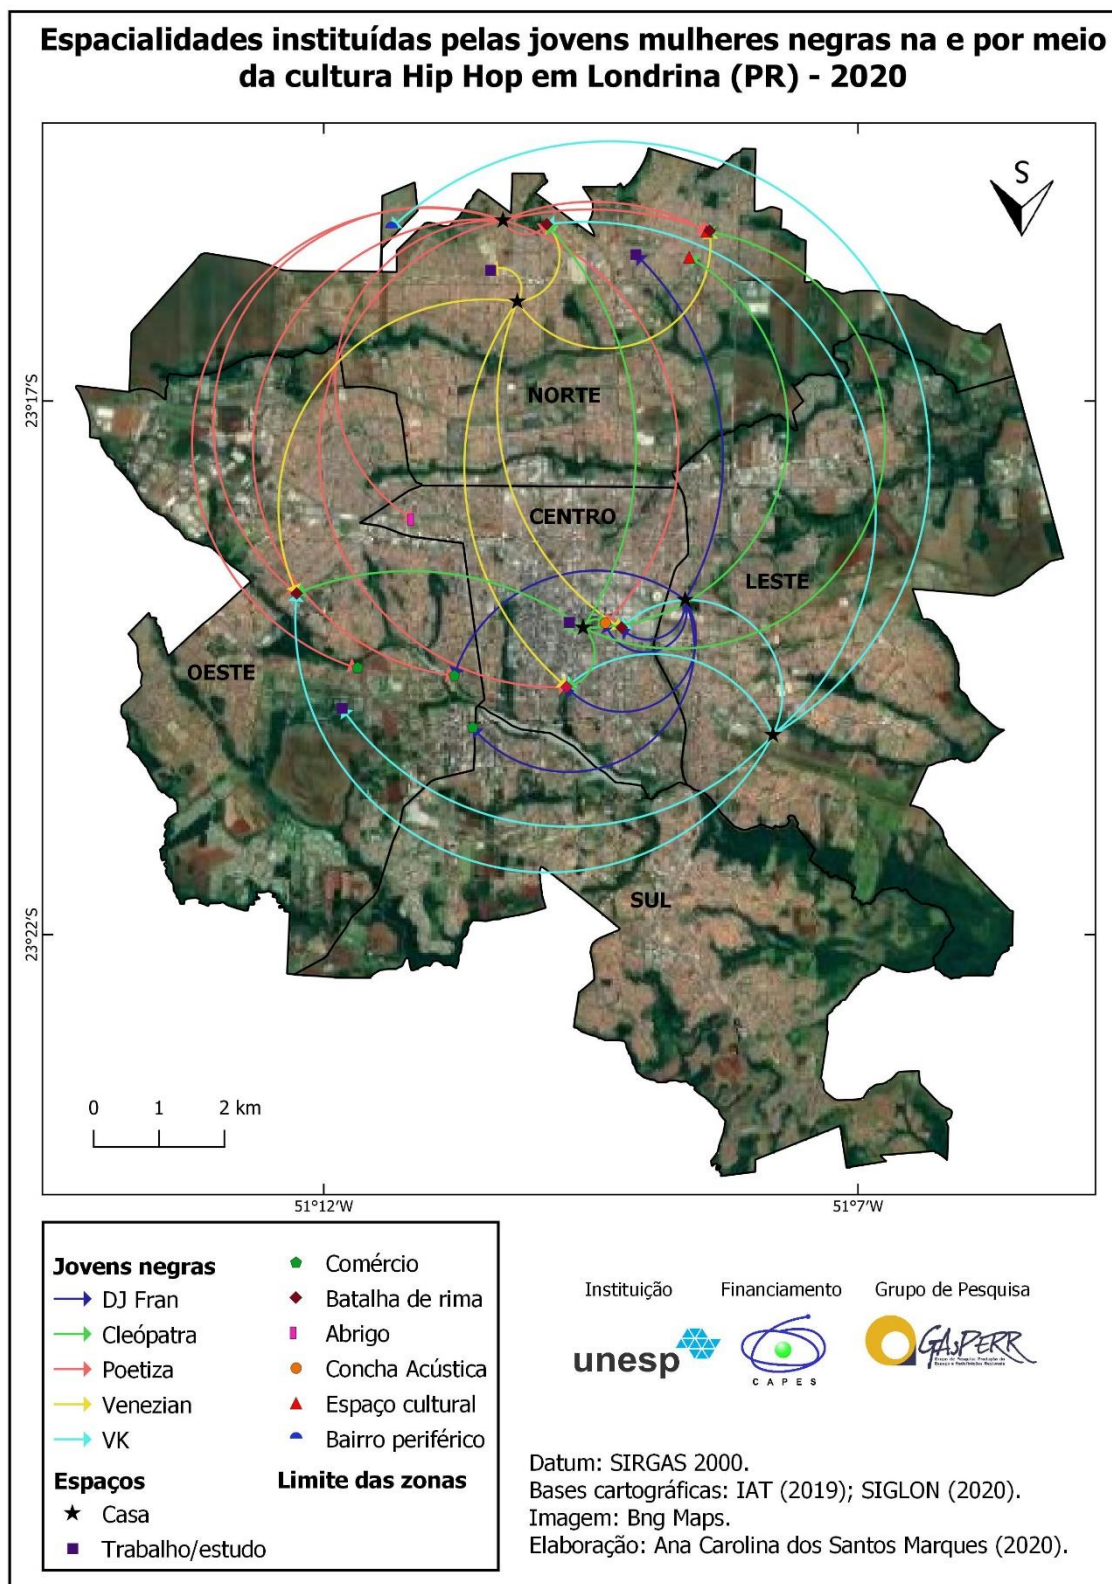 Espacialidades instituídas pelas jovens mulheres negras na e por meio
da cultura Hip Hop em Londrina (PR) - 2020
S
23°17'S
NORTE
CENTRO
LESTE
OESTE
23°22'S
SUL
0 1 2 km
51°12'W
51°7'W
Jovens negras
DJ Fran
Cleópatra
Poetiza
Venezian
VK
Espaços
Casa
Trabalho/estudo
Comércio
Batalha de rima
Abrigo
Concha Acústica
Espaço cultural
Bairro periférico
Limite das zonas
Instituição
Financiamento
Grupo de Pesquisa
unesp
CAPES
GAsPERR
Datum: SIRGAS 2000.
Bases cartográficas: IAT (2019); SIGLON (2020).
Imagem: Bng Maps.
Elaboração: Ana Carolina dos Santos Marques (2020).